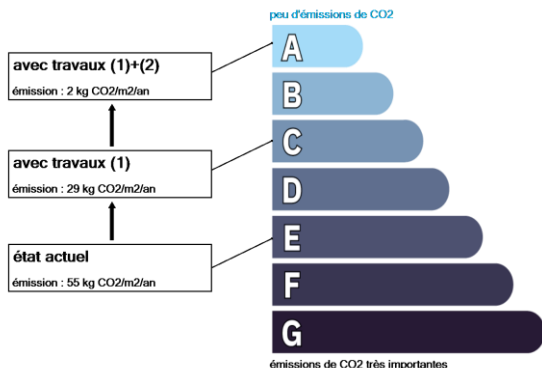 peu d'émissions de CO2
A
avec travaux (1)+(2)
émission : 2 kg CO2/m2/an
B
C
avec travaux (1)
émission : 29 kg CO2/m2/an
D
E
état actuel
émission : 55 kg CO2/m2/an
F
G
émissions de CO2 très importantes